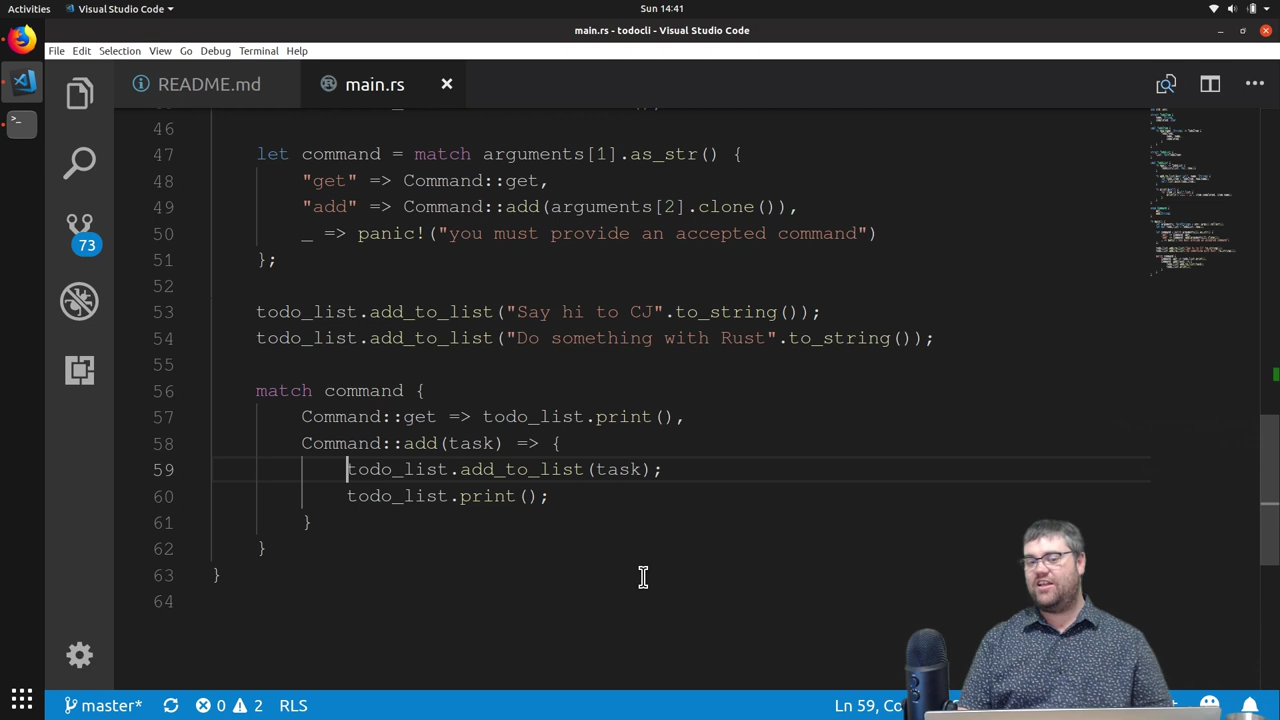 Activities
Visual Studio Code
Sun 14:41
main.rs - todocli - Visual Studio Code
File Edit Selection View Go Debug Terminal Help
README.md
main.rs
46
47 let command = match arguments[1].as_str() {
48 "get" => Command::get,
49 "add" => Command::add(arguments[2].clone()),
50 _ => panic!("you must provide an accepted command")
51 };
52
53 todo_list.add_to_list("Say hi to CJ".to_string());
54 todo_list.add_to_list("Do something with Rust".to_string());
55
56 match command {
57 Command::get => todo_list.print(),
58 Command::add(task) => {
59 todo_list.add_to_list(task);
60 todo_list.print();
61 }
62 }
63 }
64
73
master* 0 2 RLS
Ln 59,